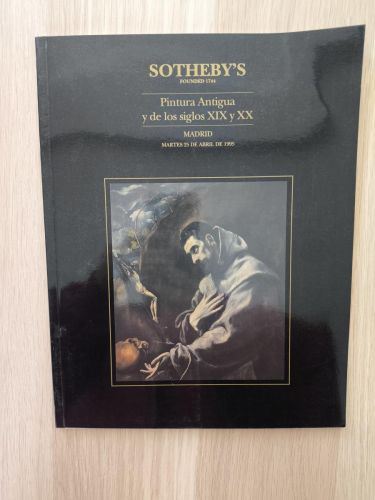 SOTHEBY'S
FOUNDED 1744
Pintura Antigua
y de los siglos XIX y XX
MADRID
MARTES 25 DE ABRIL DE 1995